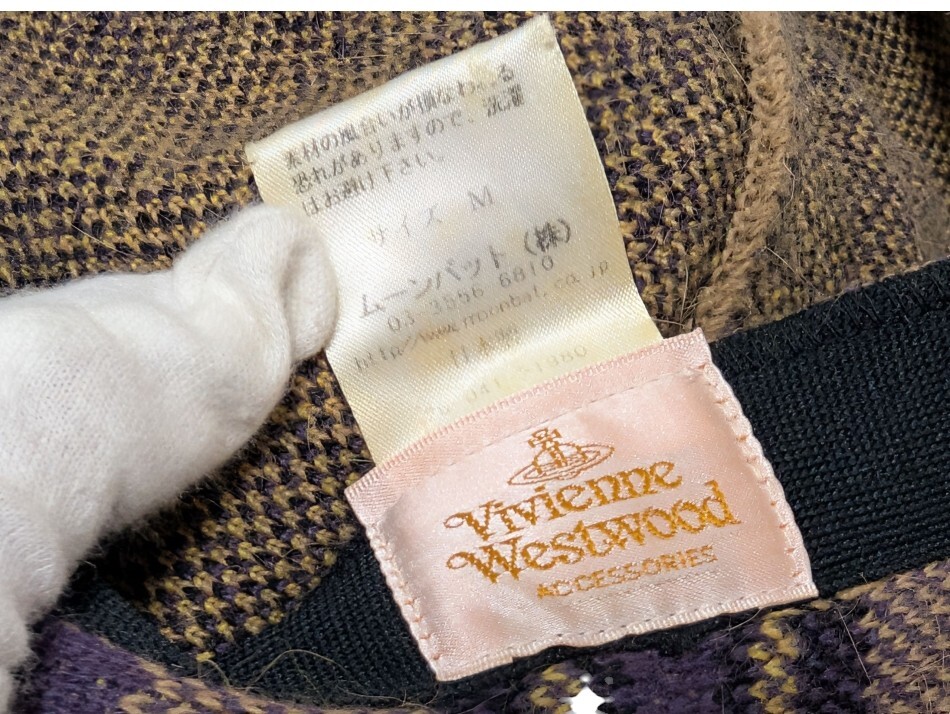 素材の風合いが損なわれる
恐れがありますので、洗濯
はお避け下さい。
サイズ M
ムーンバット(株)
03 3556 6810
http://www.moonbat.co.jp
日本製
Vivienne
Westwood
ACCESSORIES